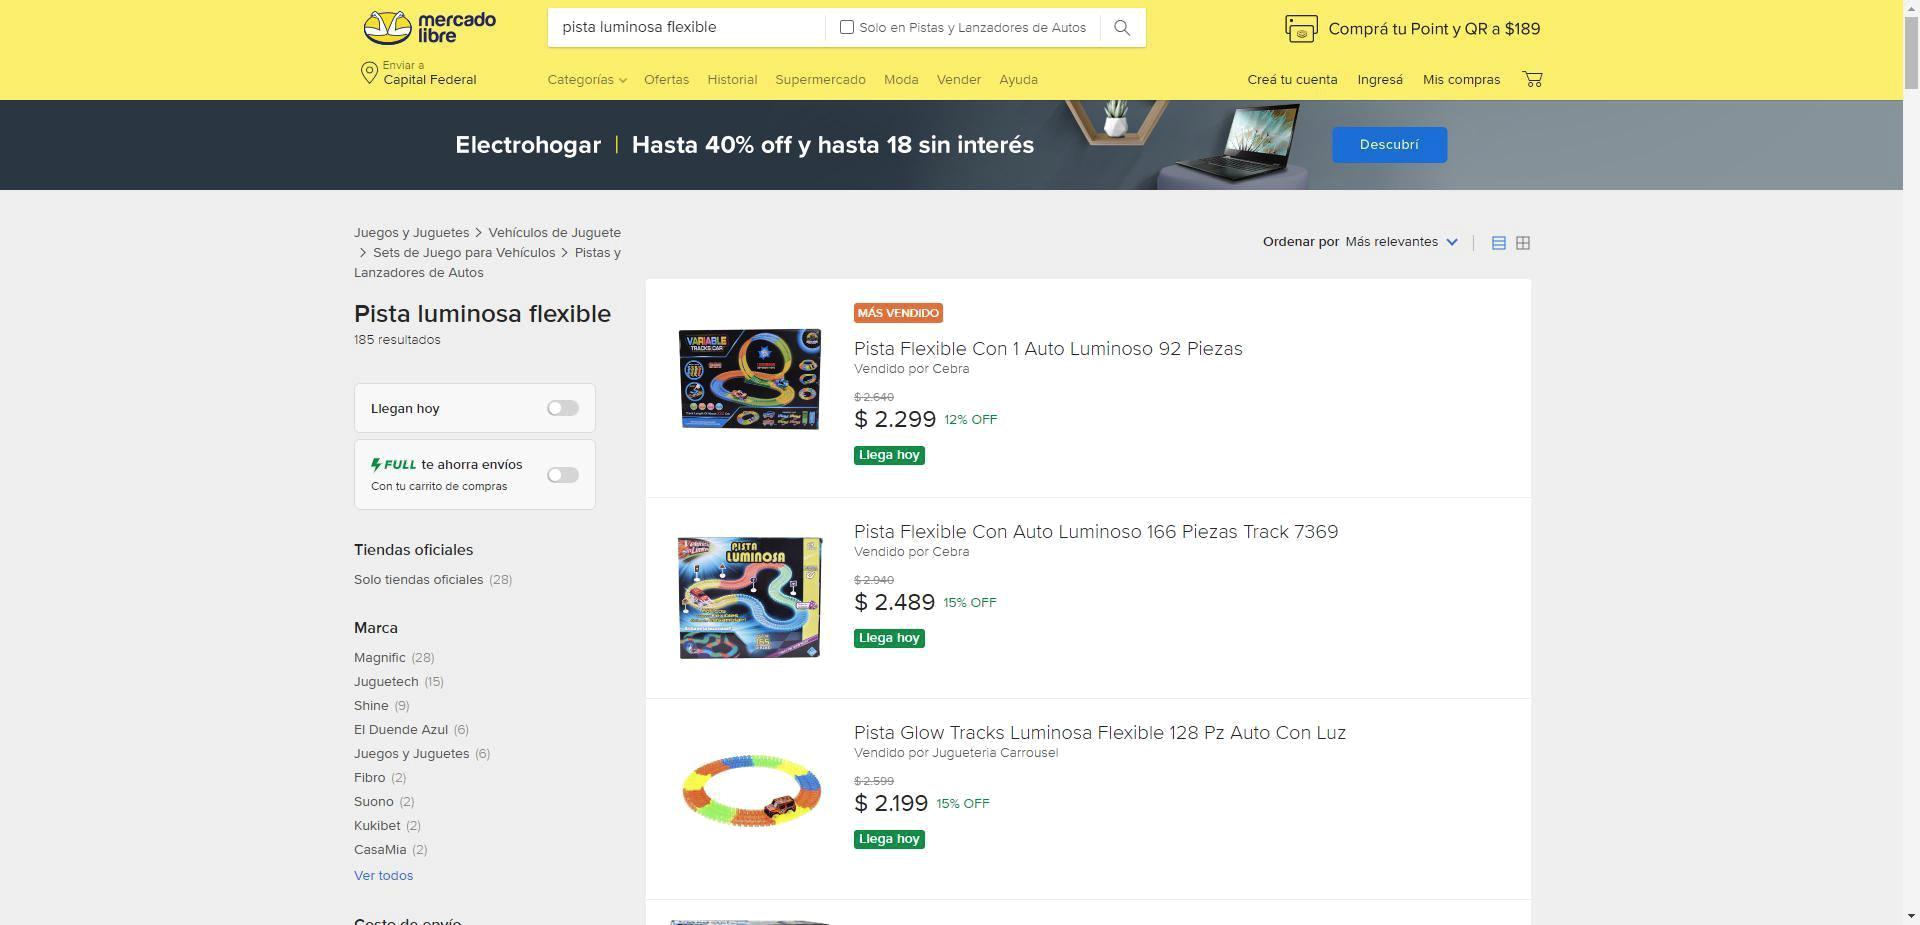 mercado
libre
pista luminosa flexible
Solo en Pistas y Lanzadores de Autos
Comprá tu Point y QR a $189
Enviar a
Capital Federal
Categorías
Ofertas
Historial
Supermercado
Moda
Vender
Ayuda
Creá tu cuenta
Ingresá
Mis compras
Electrohogar | Hasta 40% off y hasta 18 sin interés
Descubrí
Juegos y Juguetes > Vehículos de Juguete
> Sets de Juego para Vehículos > Pistas y
Lanzadores de Autos
Pista luminosa flexible
185 resultados
Llegan hoy
FULL te ahorra envíos
Con tu carrito de compras
Tiendas oficiales
Solo tiendas oficiales (28)
Marca
Magnific (28)
Juguetech (15)
Shine (9)
El Duende Azul (6)
Juegos y Juguetes (6)
Fibro (2)
Suono (2)
Kukibet (2)
CasaMia (2)
Ver todos
Costo de envío
Ordenar por Más relevantes
MÁS VENDIDO
VARIABLE
TRACKS CAR
Pista Flexible Con 1 Auto Luminoso 92 Piezas
Vendido por Cebra
$ 2.640
$ 2.299 12% OFF
Llega hoy
PISTA
LUMINOSA
Pista Flexible Con Auto Luminoso 166 Piezas Track 7369
Vendido por Cebra
$ 2.940
$ 2.489 15% OFF
Llega hoy
Pista Glow Tracks Luminosa Flexible 128 Pz Auto Con Luz
Vendido por Jugueteria Carrousel
$ 2.599
$ 2.199 15% OFF
Llega hoy